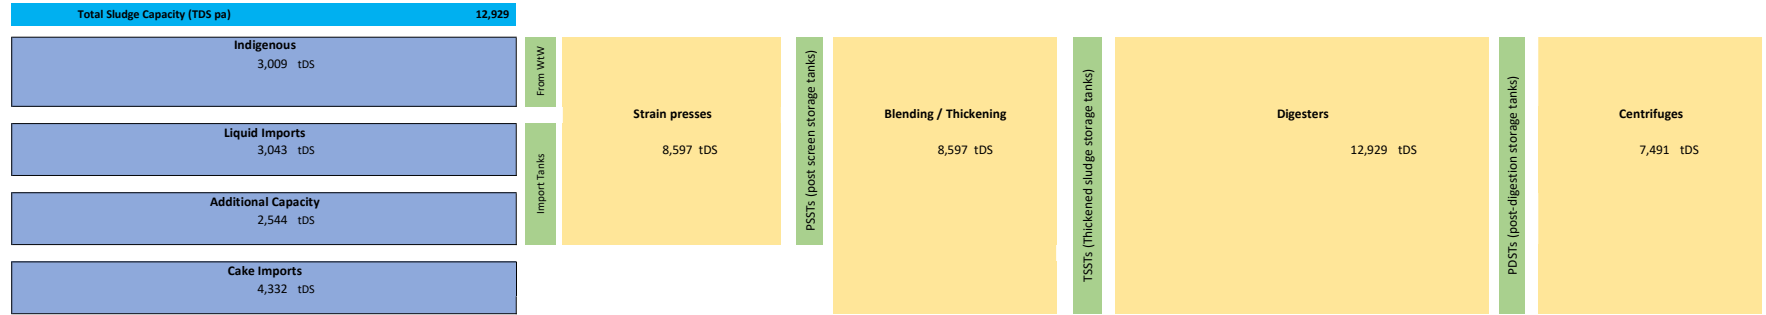 Total Sludge Capacity (TDS pa) 12,929
Indigenous
3,009 tDS
Liquid Imports
3,043 tDS
Additional Capacity
2,544 tDS
Cake Imports
4,332 tDS
From WtW
Import Tanks
Strain presses
8,597 tDS
PSSTs (post screen storage tanks)
Blending / Thickening
8,597 tDS
TSSTs (Thickened sludge storage tanks)
Digesters
12,929 tDS
PDSTs (post-digestion storage tanks)
Centrifuges
7,491 tDS